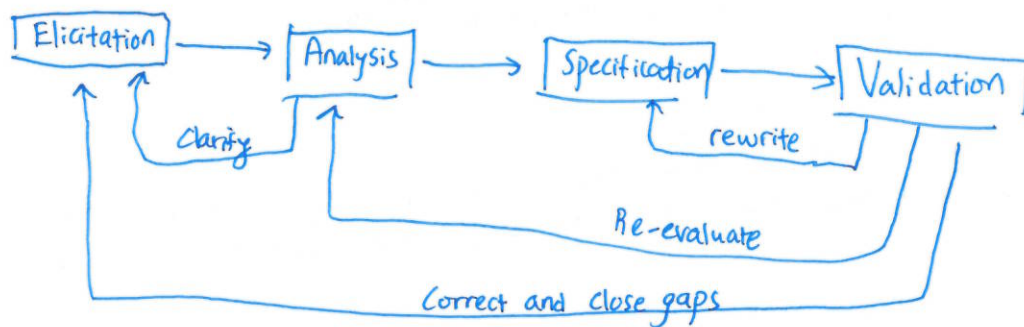 Elicitation
Analysis
Specification
Validation
Clarify
rewrite
Re-evaluate
Correct and close gaps